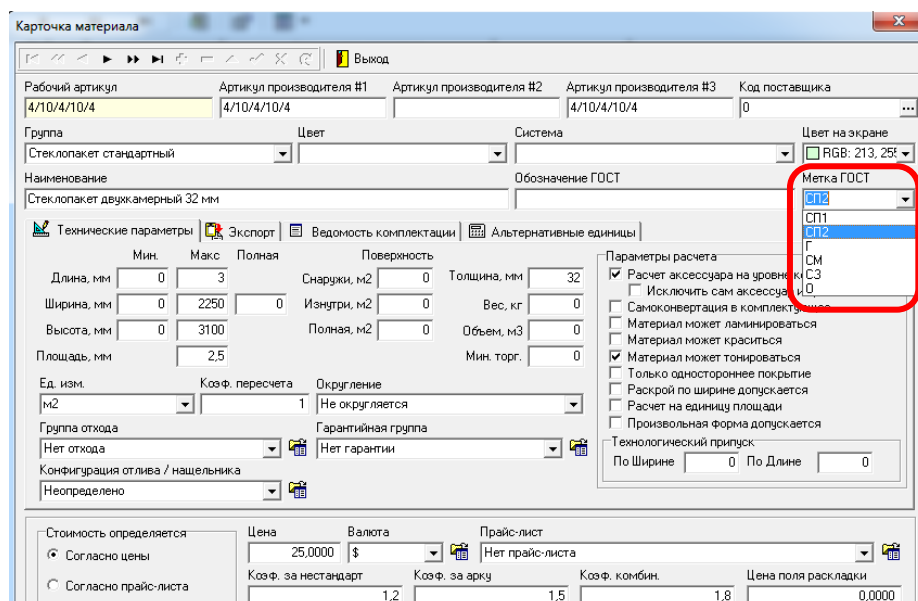 Карточка материала
Выход
Рабочий артикул Артикул производителя #1 Артикул производителя #2 Артикул производителя #3 Код поставщика
4/10/4/10/4 4/10/4/10/4 4/10/4/10/4 0 ...
Группа Цвет Система Цвет на экране
Стеклопакет стандартный RGB: 213, 25
Наименование Обозначение ГОСТ Метка ГОСТ
Стеклопакет двухкамерный 32 мм СП2
СП1
СП2
Г
СМ
СЗ
О
Технические параметры Экспорт Ведомость комплектации Альтернативные единицы
Мин. Макс Полная Поверхность Параметры расчета
Длина, мм 0 3 Снаружи, м2 0 Толщина, мм 32 Расчет аксессуара на уровне
Исключить сам аксессуар
Ширина, мм 0 2250 0 Изнутри, м2 0 Вес, кг 0 Самоконвертация в комплектующее
Высота, мм 0 3100 Полная, м2 0 Объем, м3 0 Материал может ламинироваться
Материал может краситься
Площадь, мм 2,5 Мин. торг. 0 Материал может тонироваться
Только одностороннее покрытие
Ед. изм. Коэф. пересчета Округление Раскрой по ширине допускается
м2 1 Не округляется Расчет на единицу площади
Произвольная форма допускается
Группа отхода Гарантийная группа Технологический припуск
Нет отхода Нет гарантии По Ширине 0 По Длине 0
Конфигурация отлива / нащельника
Неопределено
Стоимость определяется Цена Валюта Прайс-лист
Согласно цены 25,0000 $ Нет прайс-листа
Согласно прайс-листа Коэф. за нестандарт Коэф. за арку Коэф. комбин. Цена поля раскладки
1,2 1,5 1,8 0,0000